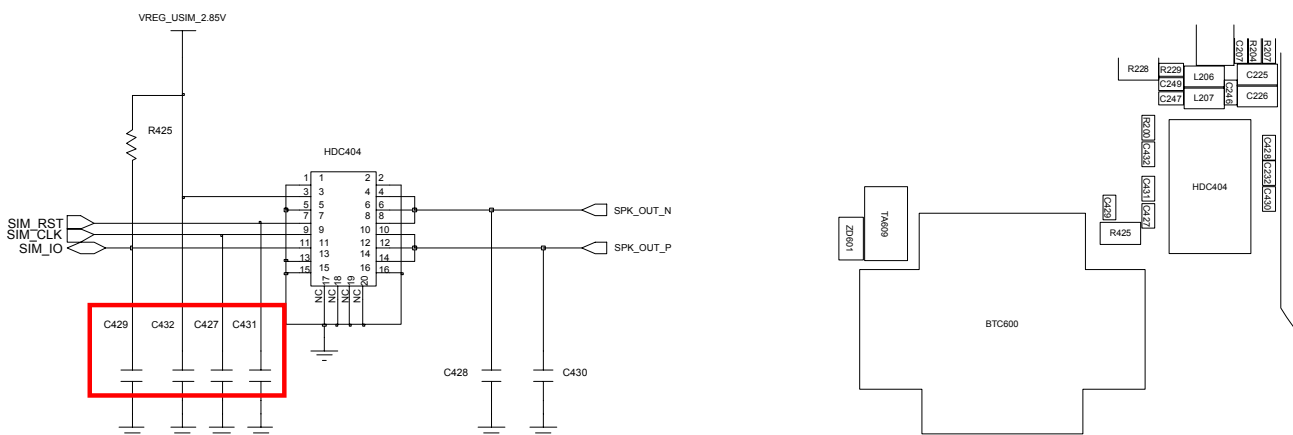 VREG_USIM_2.85V
R425
HDC404
1 1 2 2
3 3 4 4
5 5 6 6
7 7 8 8
9 9 10 10
11 11 12 12
13 13 14 14
15 15 16 16
17 18 19 20
NC NC NC NC
SIM_RST
SIM_CLK
SIM_IO
SPK_OUT_N
SPK_OUT_P
C429 C432 C427 C431
C428
C430
C207 R204 R207
R228
R229
C249
C247
L206
L207
C246
C225
C226
R200
C432
C431
C427
C429
R425
HDC404
C428
C232
C430
TA609
ZD601
BTC600